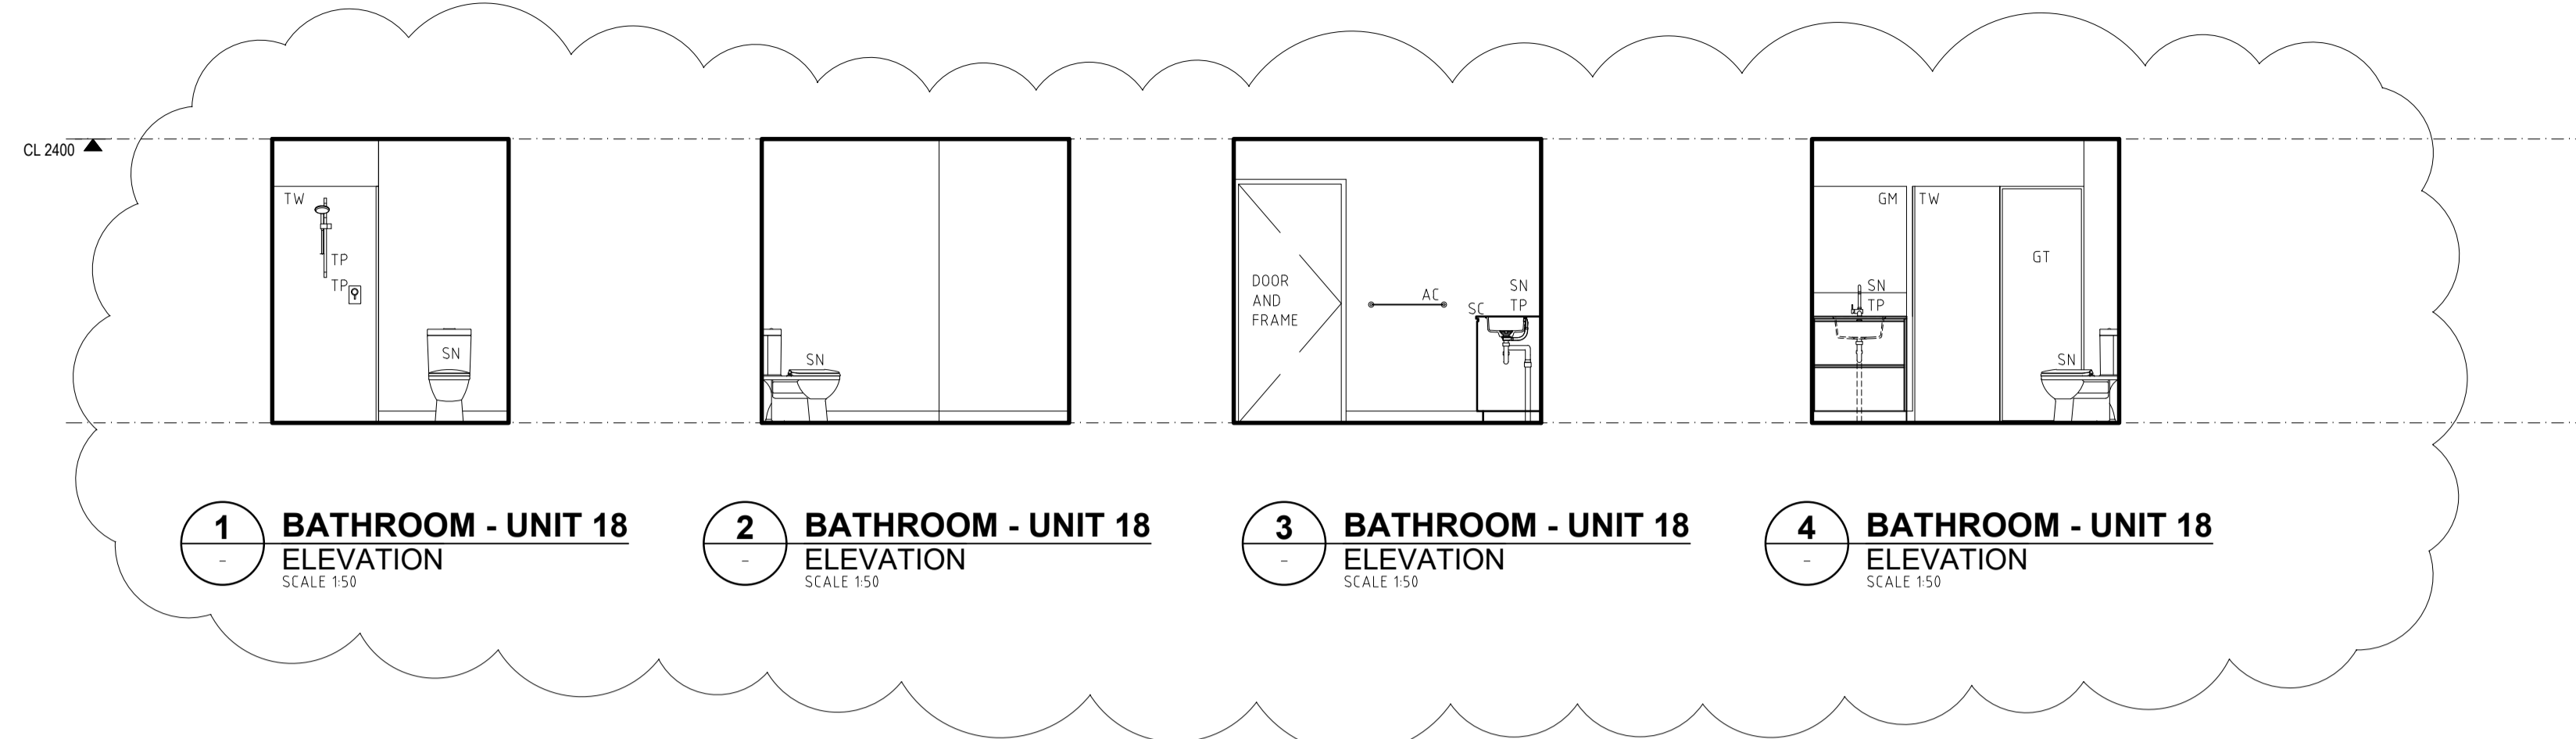 CL 2400
TW
TP
TP
SN
SN
DOOR
AND
FRAME
AC
SC
SN
TP
GM
TW
GT
SN
TP
SN
1
-
BATHROOM - UNIT 18
ELEVATION
SCALE 1:50
2
-
BATHROOM - UNIT 18
ELEVATION
SCALE 1:50
3
-
BATHROOM - UNIT 18
ELEVATION
SCALE 1:50
4
-
BATHROOM - UNIT 18
ELEVATION
SCALE 1:50